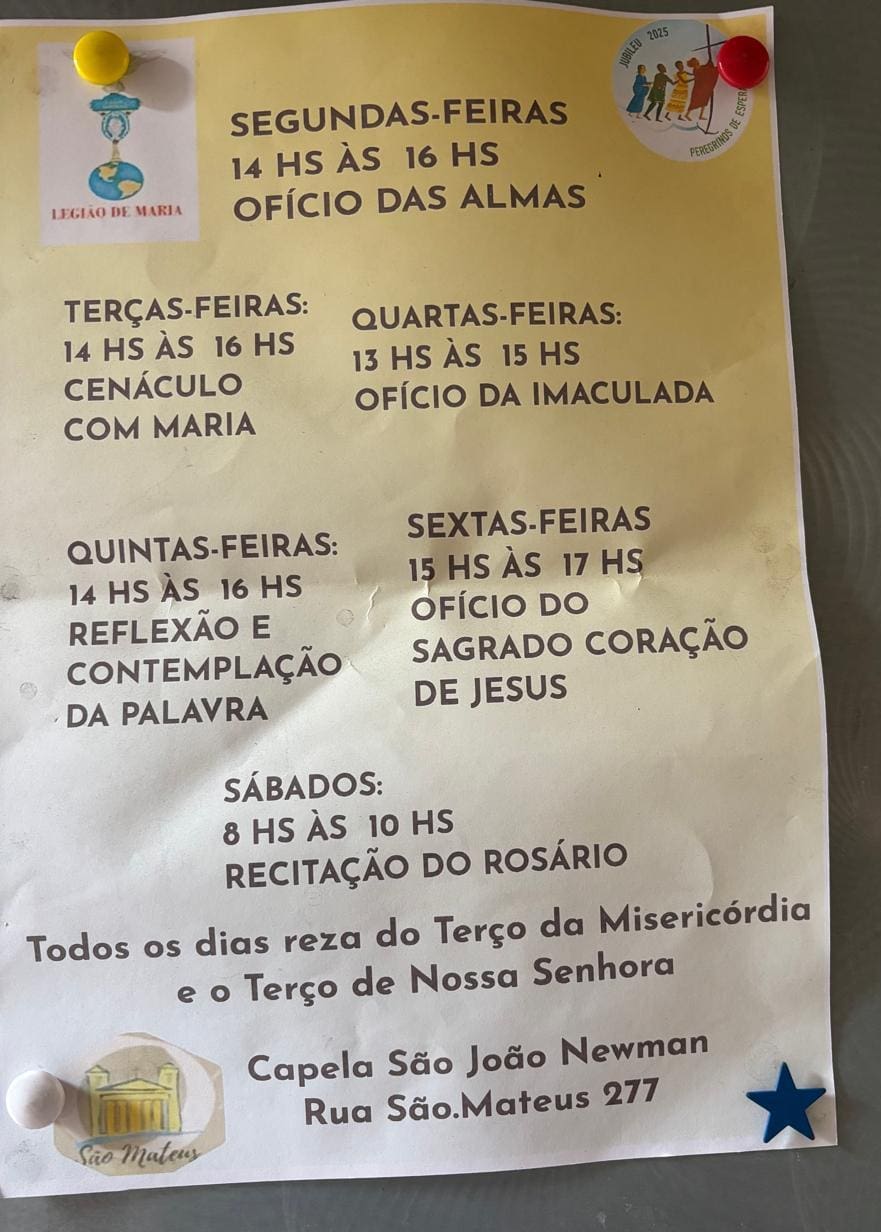 LEGIÃO DE MARIA
JUBILEU 2025
PEREGRINOS DE
SEGUNDAS-FEIRAS
14 HS ÀS 16 HS
OFÍCIO DAS ALMAS
TERÇAS-FEIRAS:
14 HS ÀS 16 HS
CENÁCULO
COM MARIA
QUARTAS-FEIRAS:
13 HS ÀS 15 HS
OFÍCIO DA IMACULADA
QUINTAS-FEIRAS:
14 HS ÀS 16 HS
REFLEXÃO E
CONTEMPLAÇÃO
DA PALAVRA
SEXTAS-FEIRAS
15 HS ÀS 17 HS
OFÍCIO DO
SAGRADO CORAÇÃO
DE JESUS
SÁBADOS:
8 HS ÀS 10 HS
RECITAÇÃO DO ROSÁRIO
Todos os dias reza do Terço da Misericórdia
e o Terço de Nossa Senhora
Capela São João Newman
Rua São.Mateus 277
São Mateus